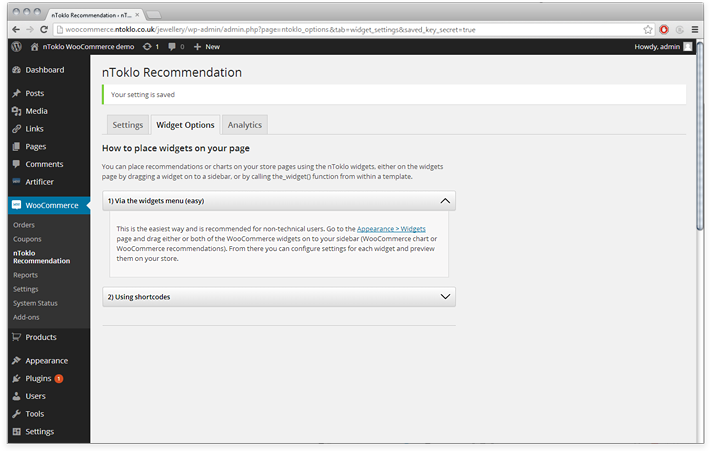 nToklo Recommendation ‹ nT...
woocommerce.ntoklo.co.uk/jewellery/wp-admin/admin.php?page=ntoklo_options&tab=widget_settings&saved_key_secret=true
nToklo WooCommerce demo 1 0 + New Howdy, admin
Dashboard
Posts
Media
Links
Pages
Comments
Artificer
WooCommerce
Orders
Coupons
nToklo
Recommendation
Reports
Settings
System Status
Add-ons
Products
Appearance
Plugins 1
Users
Tools
Settings
nToklo Recommendation
Your setting is saved
Settings Widget Options Analytics
How to place widgets on your page
You can place recommendations or charts on your store pages using the nToklo widgets, either on the widgets
page by dragging a widget on to a sidebar, or by calling the_widget() function from within a template.
1) Via the widgets menu (easy)
This is the easiest way and is recommended for non-technical users. Go to the Appearance > Widgets
page and drag either or both of the WooCommerce widgets on to your sidebar (WooCommerce chart or
WooCommerce recommendations). From there you can configure settings for each widget and preview
them on your store.
2) Using shortcodes